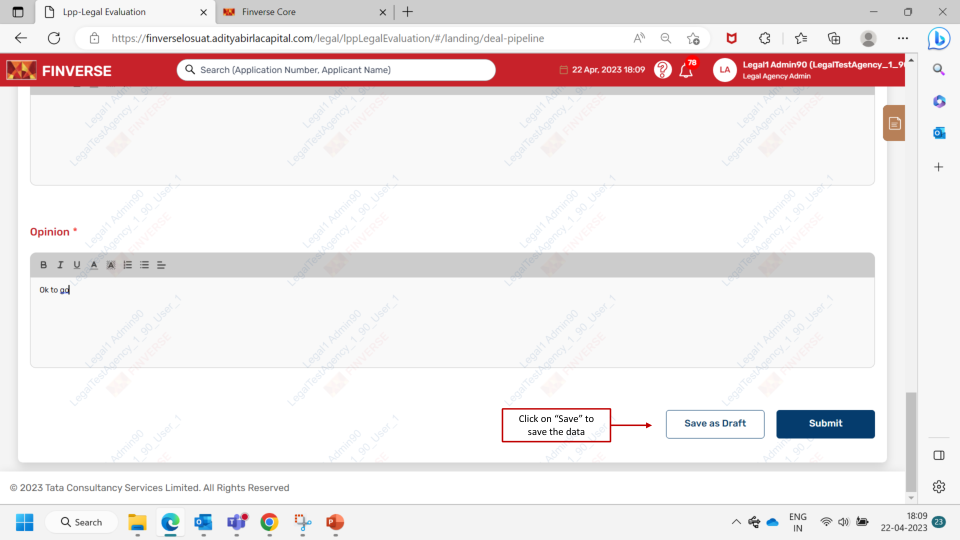 Lpp-Legal Evaluation
Finverse Core
https://finverselosuat.adityabirlacapital.com/legal/lppLegalEvaluation/#/landing/deal-pipeline
FINVERSE
Search (Application Number, Applicant Name)
22 Apr, 2023 18:09
78
LA
Legal1 Admin90 (LegalTestAgency_1_9
Legal Agency Admin
Opinion *
B I U A A
Ok to go
Click on “Save” to
save the data
Save as Draft
Submit
Legal1 Admin90
LegalTestAgency_1_90_User_1
FINVERSE
© 2023 Tata Consultancy Services Limited. All Rights Reserved
Search
ENG
IN
18:09
22-04-2023
23